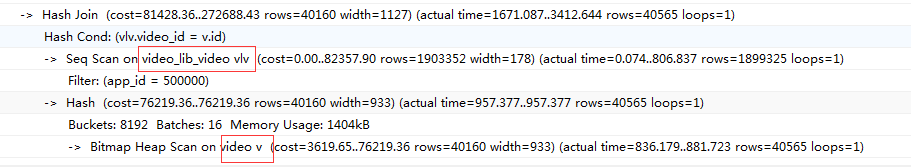 -> Hash Join (cost=81428.36..272688.43 rows=40160 width=1127) (actual time=1671.087..3412.644 rows=40565 loops=1)
Hash Cond: (vlv.video_id = v.id)
-> Seq Scan on video_lib_video vlv (cost=0.00..82357.90 rows=1903352 width=178) (actual time=0.074..806.837 rows=1899325 loops=1)
Filter: (app_id = 500000)
-> Hash (cost=76219.36..76219.36 rows=40160 width=933) (actual time=957.377..957.377 rows=40565 loops=1)
Buckets: 8192 Batches: 16 Memory Usage: 1404kB
-> Bitmap Heap Scan on video v (cost=3619.65..76219.36 rows=40160 width=933) (actual time=836.179..881.723 rows=40565 loops=1)